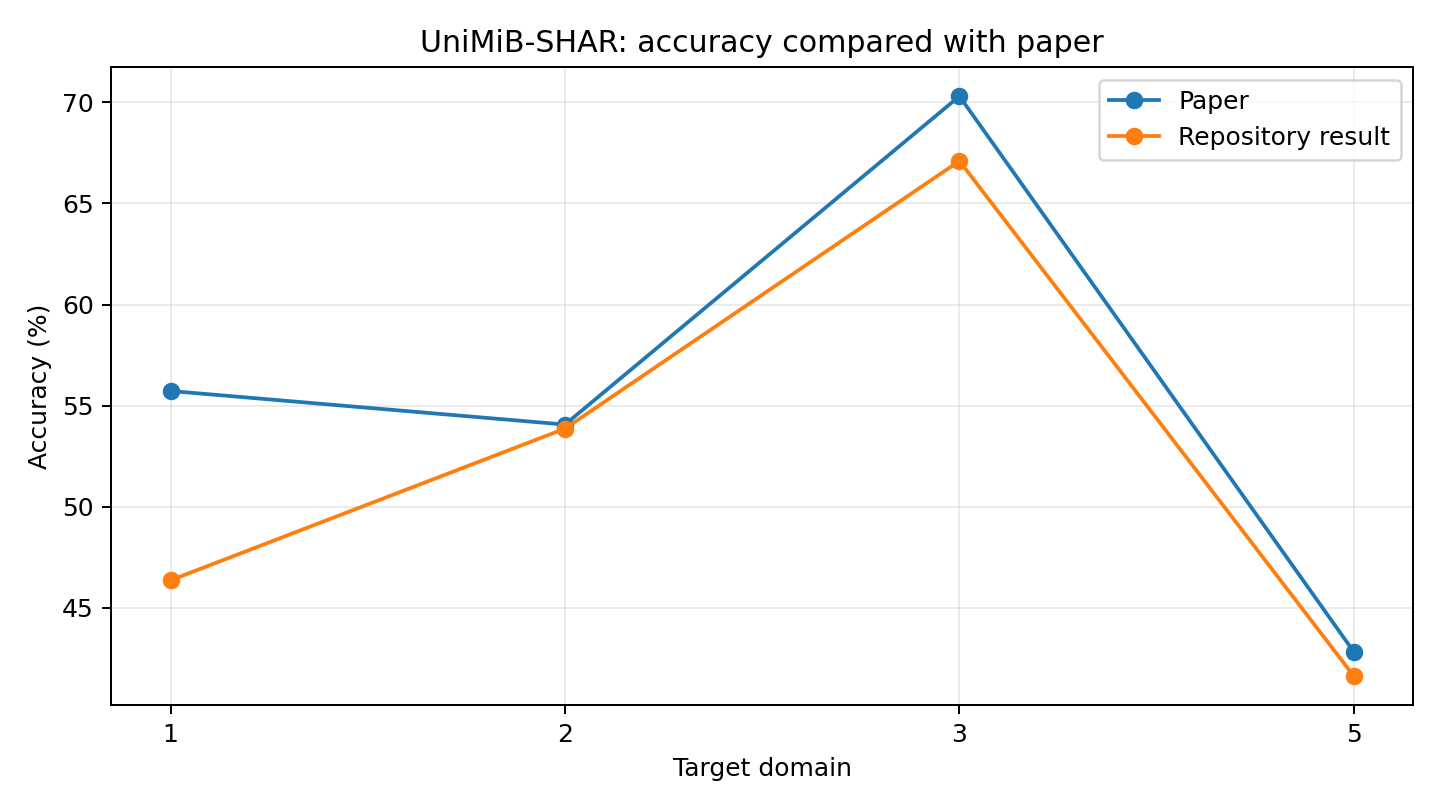 UniMiB-SHAR: accuracy compared with paper
Paper
Repository result
70
65
60
55
50
45
Accuracy (%)
1 2 3 5
Target domain